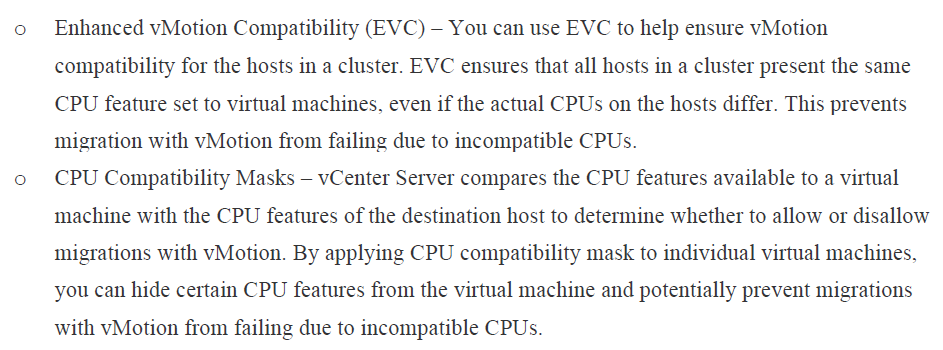 o Enhanced vMotion Compatibility (EVC) – You can use EVC to help ensure vMotion
compatibility for the hosts in a cluster. EVC ensures that all hosts in a cluster present the same
CPU feature set to virtual machines, even if the actual CPUs on the hosts differ. This prevents
migration with vMotion from failing due to incompatible CPUs.
o CPU Compatibility Masks – vCenter Server compares the CPU features available to a virtual
machine with the CPU features of the destination host to determine whether to allow or disallow
migrations with vMotion. By applying CPU compatibility mask to individual virtual machines,
you can hide certain CPU features from the virtual machine and potentially prevent migrations
with vMotion from failing due to incompatible CPUs.